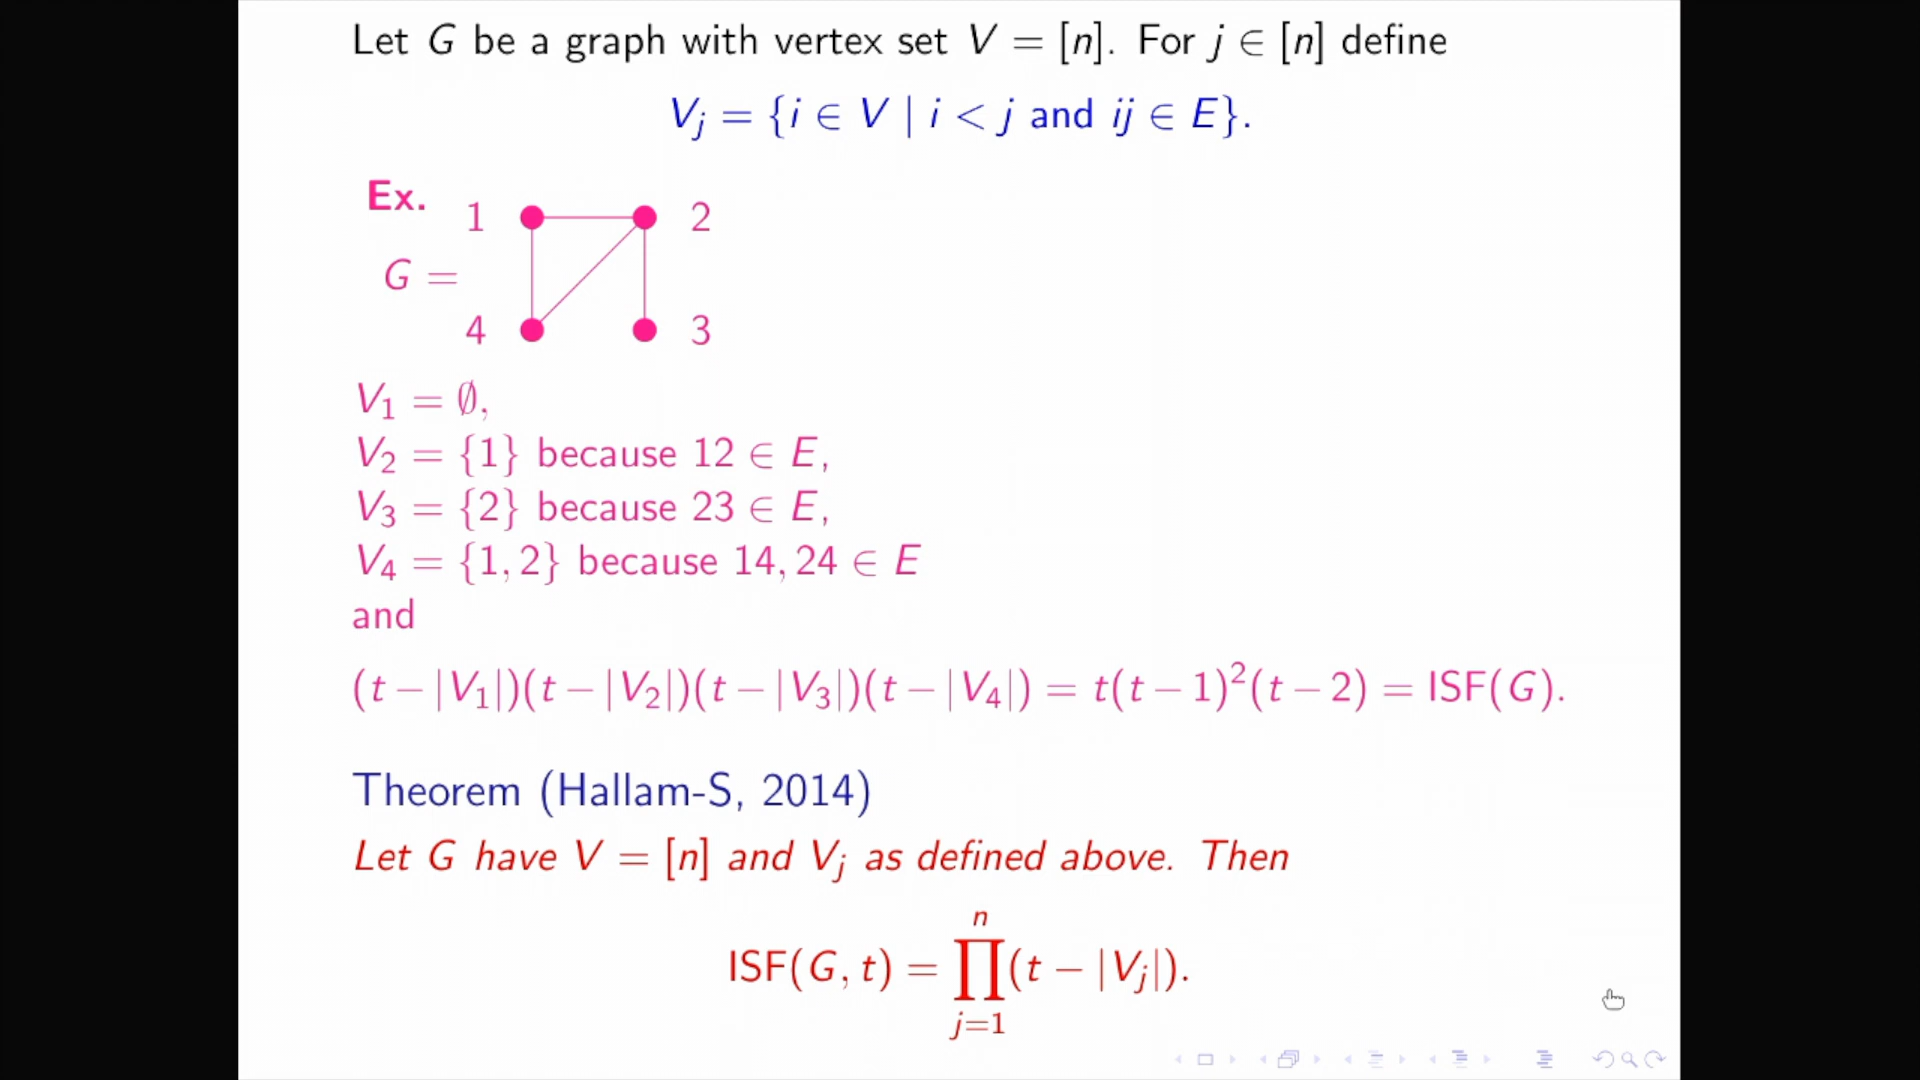 Let G be a graph with vertex set V = [n]. For j ∈ [n] define
V_j = {i ∈ V | i < j and ij ∈ E}.
Ex.
1 2
G =
4 3
V_1 = ∅,
V_2 = {1} because 12 ∈ E,
V_3 = {2} because 23 ∈ E,
V_4 = {1, 2} because 14, 24 ∈ E
and
(t − |V_1|)(t − |V_2|)(t − |V_3|)(t − |V_4|) = t(t − 1)^2(t − 2) = ISF(G).
Theorem (Hallam-S, 2014)
Let G have V = [n] and V_j as defined above. Then
ISF(G, t) = ∏_{j=1}^{n} (t − |V_j|).